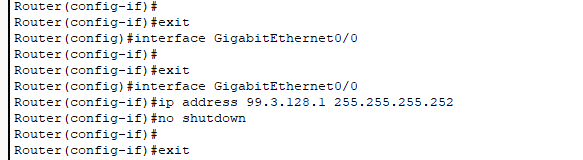 Router(config-if)#
Router(config-if)#exit
Router(config)#interface GigabitEthernet0/0
Router(config-if)#
Router(config-if)#exit
Router(config)#interface GigabitEthernet0/0
Router(config-if)#ip address 99.3.128.1 255.255.255.252
Router(config-if)#no shutdown
Router(config-if)#
Router(config-if)#exit